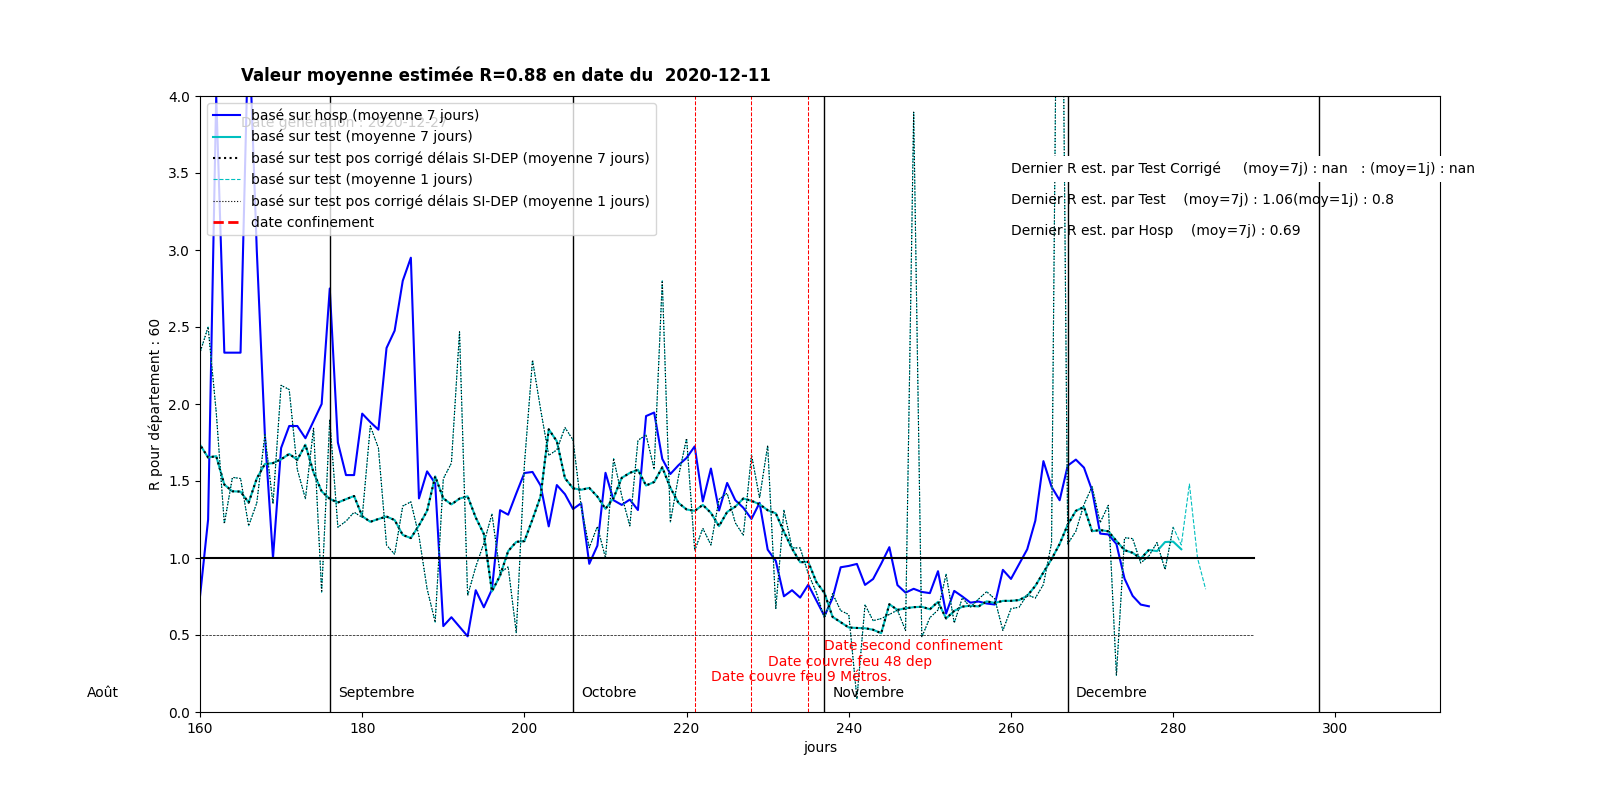 Valeur moyenne estimée R=0.88 en date du  2020-12-11
Date génération : 2020-12-27
basé sur hosp (moyenne 7 jours)
basé sur test (moyenne 7 jours)
basé sur test pos corrigé délais SI-DEP (moyenne 7 jours)
basé sur test (moyenne 1 jours)
basé sur test pos corrigé délais SI-DEP (moyenne 1 jours)
date confinement
Dernier R est. par Test Corrigé     (moy=7j) : nan   : (moy=1j) : nan
Dernier R est. par Test    (moy=7j) : 1.06(moy=1j) : 0.8
Dernier R est. par Hosp    (moy=7j) : 0.69
R pour département : 60
4.0
3.5
3.0
2.5
2.0
1.5
1.0
0.5
0.0
Date second confinement
Date couvre feu 48 dep
Date couvre feu 9 Métros.
Août Septembre Octobre Novembre Decembre
160 180 200 220 240 260 280 300
jours